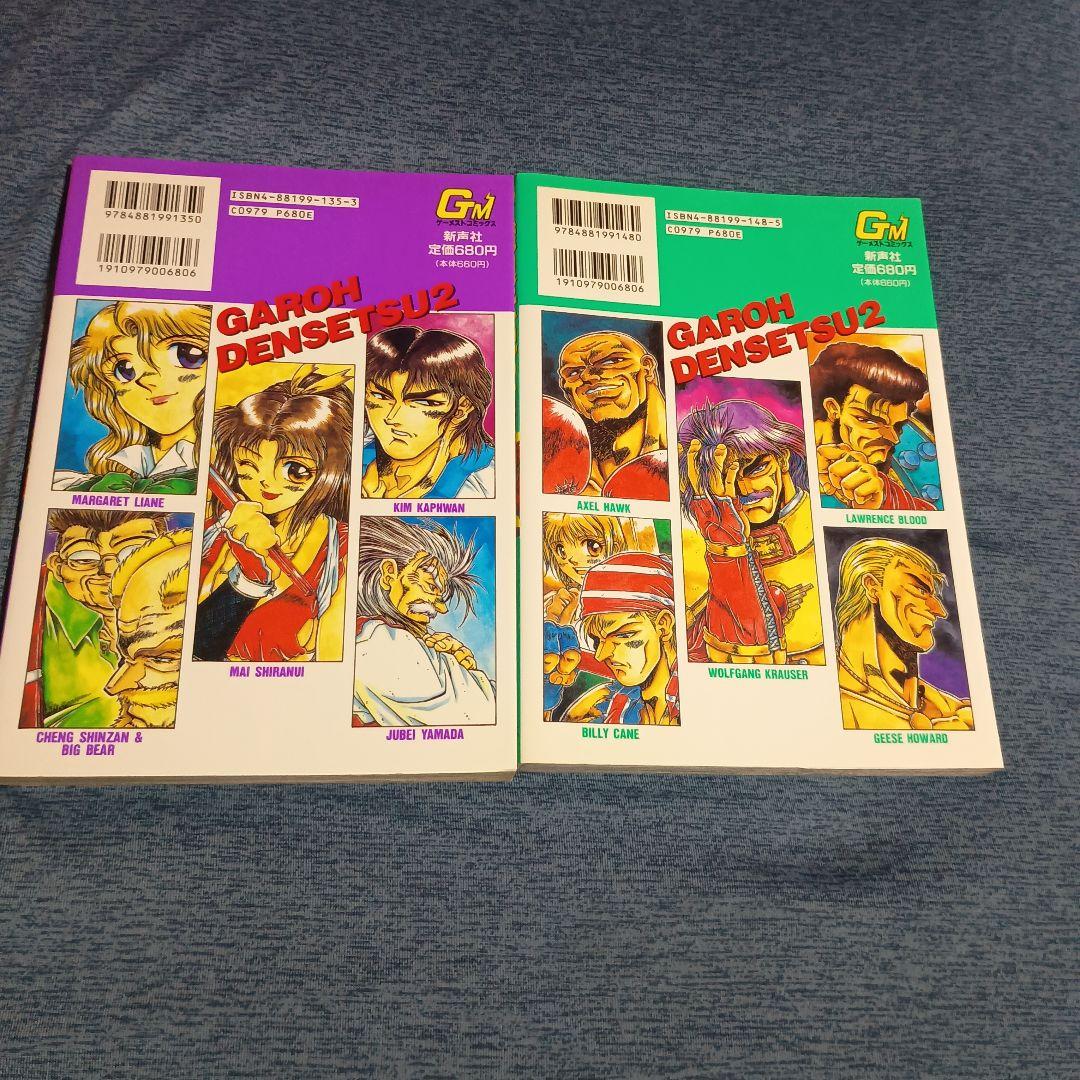 9784881991350
1910979006806
ISBN4-88199-135-3
C0979 P680E
GM
ゲーメストコミックス
新声社
定価680円
(本体660円)
GAROH
DENSETSU2
MARGARET LIANE
KIM KAPHWAN
MAI SHIRANUI
CHENG SHINZAN &
BIG BEAR
JUBEI YAMADA
9784881991480
1910979006806
ISBN4-88199-148-5
C0979 P680E
GM
ゲーメストコミックス
新声社
定価680円
(本体660円)
GAROH
DENSETSU2
AXEL HAWK
LAWRENCE BLOOD
WOLFGANG KRAUSER
BILLY CANE
GEESE HOWARD